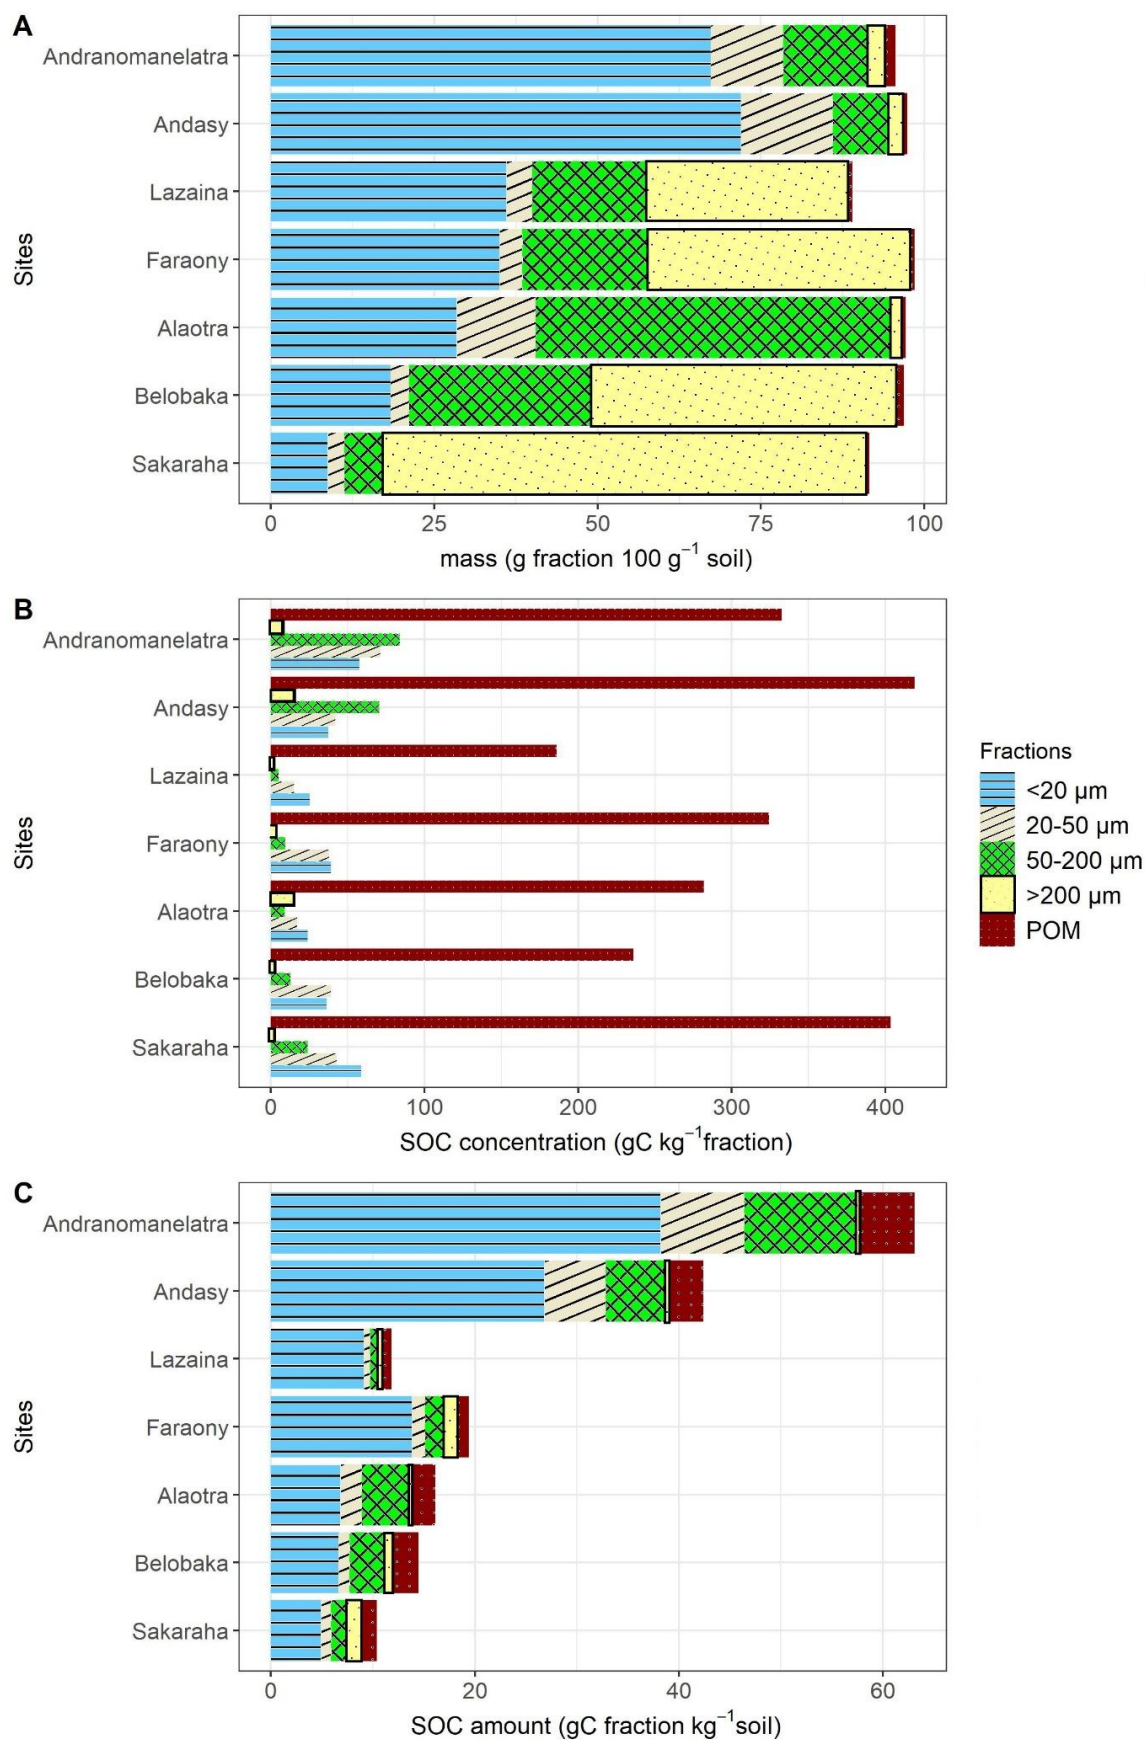 A
Andranomanelatra
Andasy
Lazaina
Faraony
Alaotra
Belobaka
Sakaraha
Sites
0 25 50 75 100
mass (g fraction 100 g⁻¹ soil)
B
Andranomanelatra
Andasy
Lazaina
Faraony
Alaotra
Belobaka
Sakaraha
Sites
0 100 200 300 400
SOC concentration (gC kg⁻¹fraction)
Fractions
<20 µm
20-50 µm
50-200 µm
>200 µm
POM
C
Andranomanelatra
Andasy
Lazaina
Faraony
Alaotra
Belobaka
Sakaraha
Sites
0 20 40 60
SOC amount (gC fraction kg⁻¹soil)